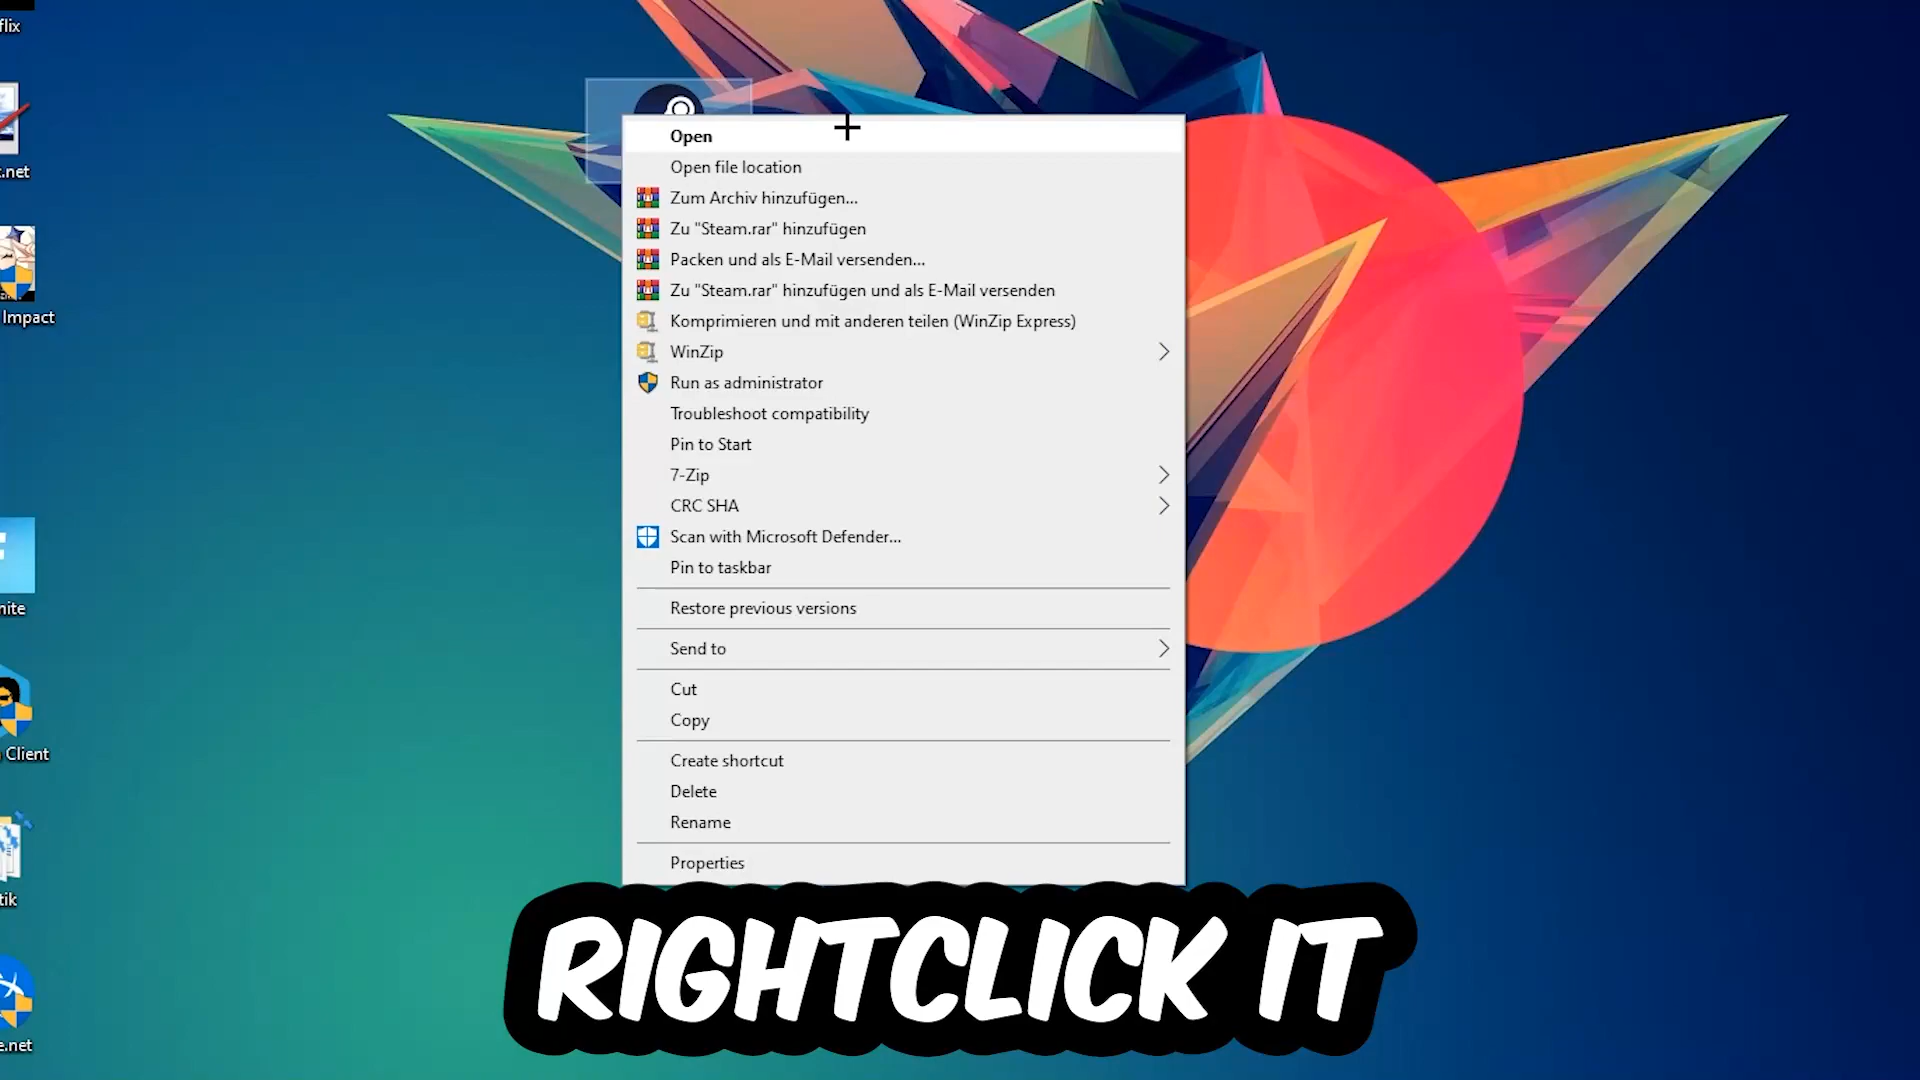 flix
.net
Impact
nite
Client
tik
e.net
Open
Open file location
Zum Archiv hinzufügen...
Zu "Steam.rar" hinzufügen
Packen und als E-Mail versenden...
Zu "Steam.rar" hinzufügen und als E-Mail versenden
Komprimieren und mit anderen teilen (WinZip Express)
WinZip
Run as administrator
Troubleshoot compatibility
Pin to Start
7-Zip
CRC SHA
Scan with Microsoft Defender...
Pin to taskbar
Restore previous versions
Send to
Cut
Copy
Create shortcut
Delete
Rename
Properties
RIGHTCLICK IT